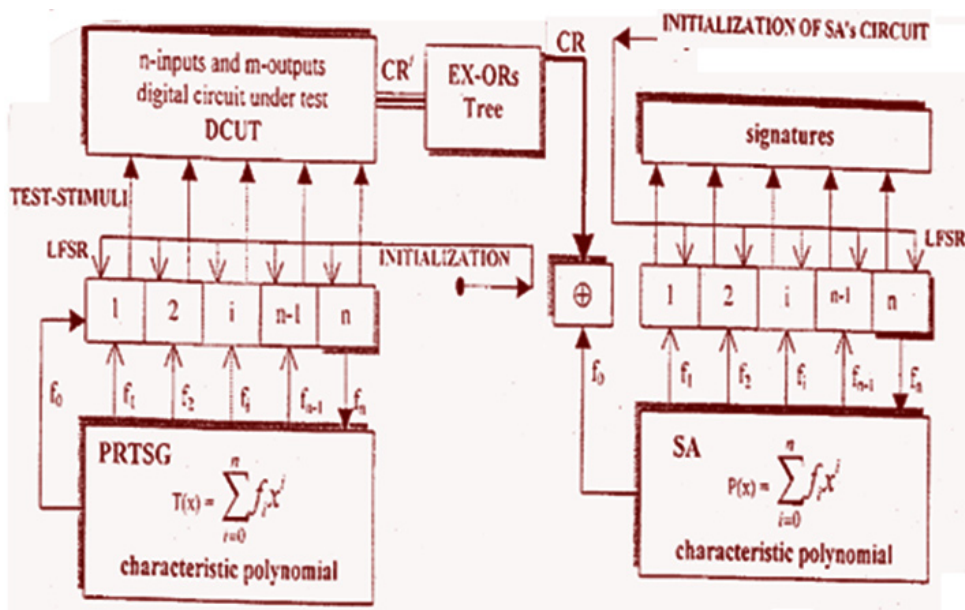 INITIALIZATION OF SA's CIRCUIT
n-inputs and m-outputs
digital circuit under test
DCUT
CR'
EX-ORs
Tree
CR
signatures
TEST-STIMULI
LFSR
INITIALIZATION
LFSR
1
2
i
n-1
n
⊕
1
2
i
n-1
n
f₀
f₁
f₂
fᵢ
fₙ₋₁
fₙ
f₀
f₁
f₂
fᵢ
fₙ₋₁
fₙ
PRTSG
T(x) = ∑ᵢ₌₀ⁿ fᵢxⁱ
characteristic polynomial
SA
P(x) = ∑ᵢ₌₀ⁿ fᵢxⁱ
characteristic polynomial